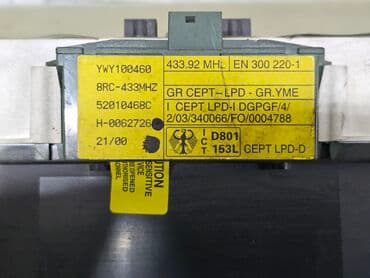 YWY100460
8RC-433MHZ
52010468C
H-0062726
21/00
433.92 MHL EN 300 220-1
GR CEPT-LPD - GR.YME
I CEPT LPD-I DGPGF/4/
2/03/340066/FO/0004788
I C T D801 153L CEPT LPD-D
SENSITIVE